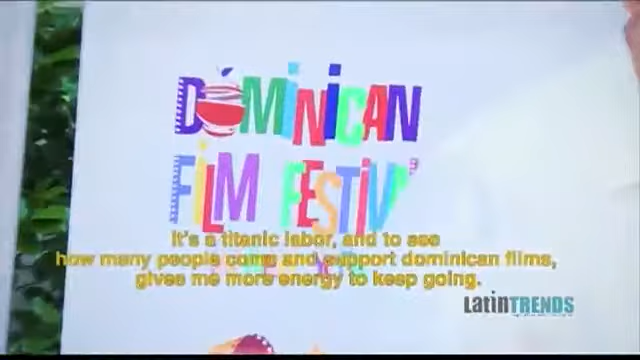 DOMINICAN
FILM FESTIV
It's a titanic labor, and to see
how many people come and support dominican films,
gives me more energy to keep going.
LatinTRENDS